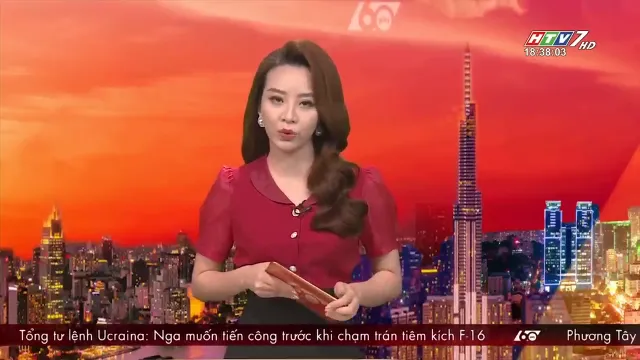 HTV7 HD
18:38:03
60
Tổng tư lệnh Ucraina: Nga muốn tiến công trước khi chạm trán tiêm kích F-16 60 Phương Tây